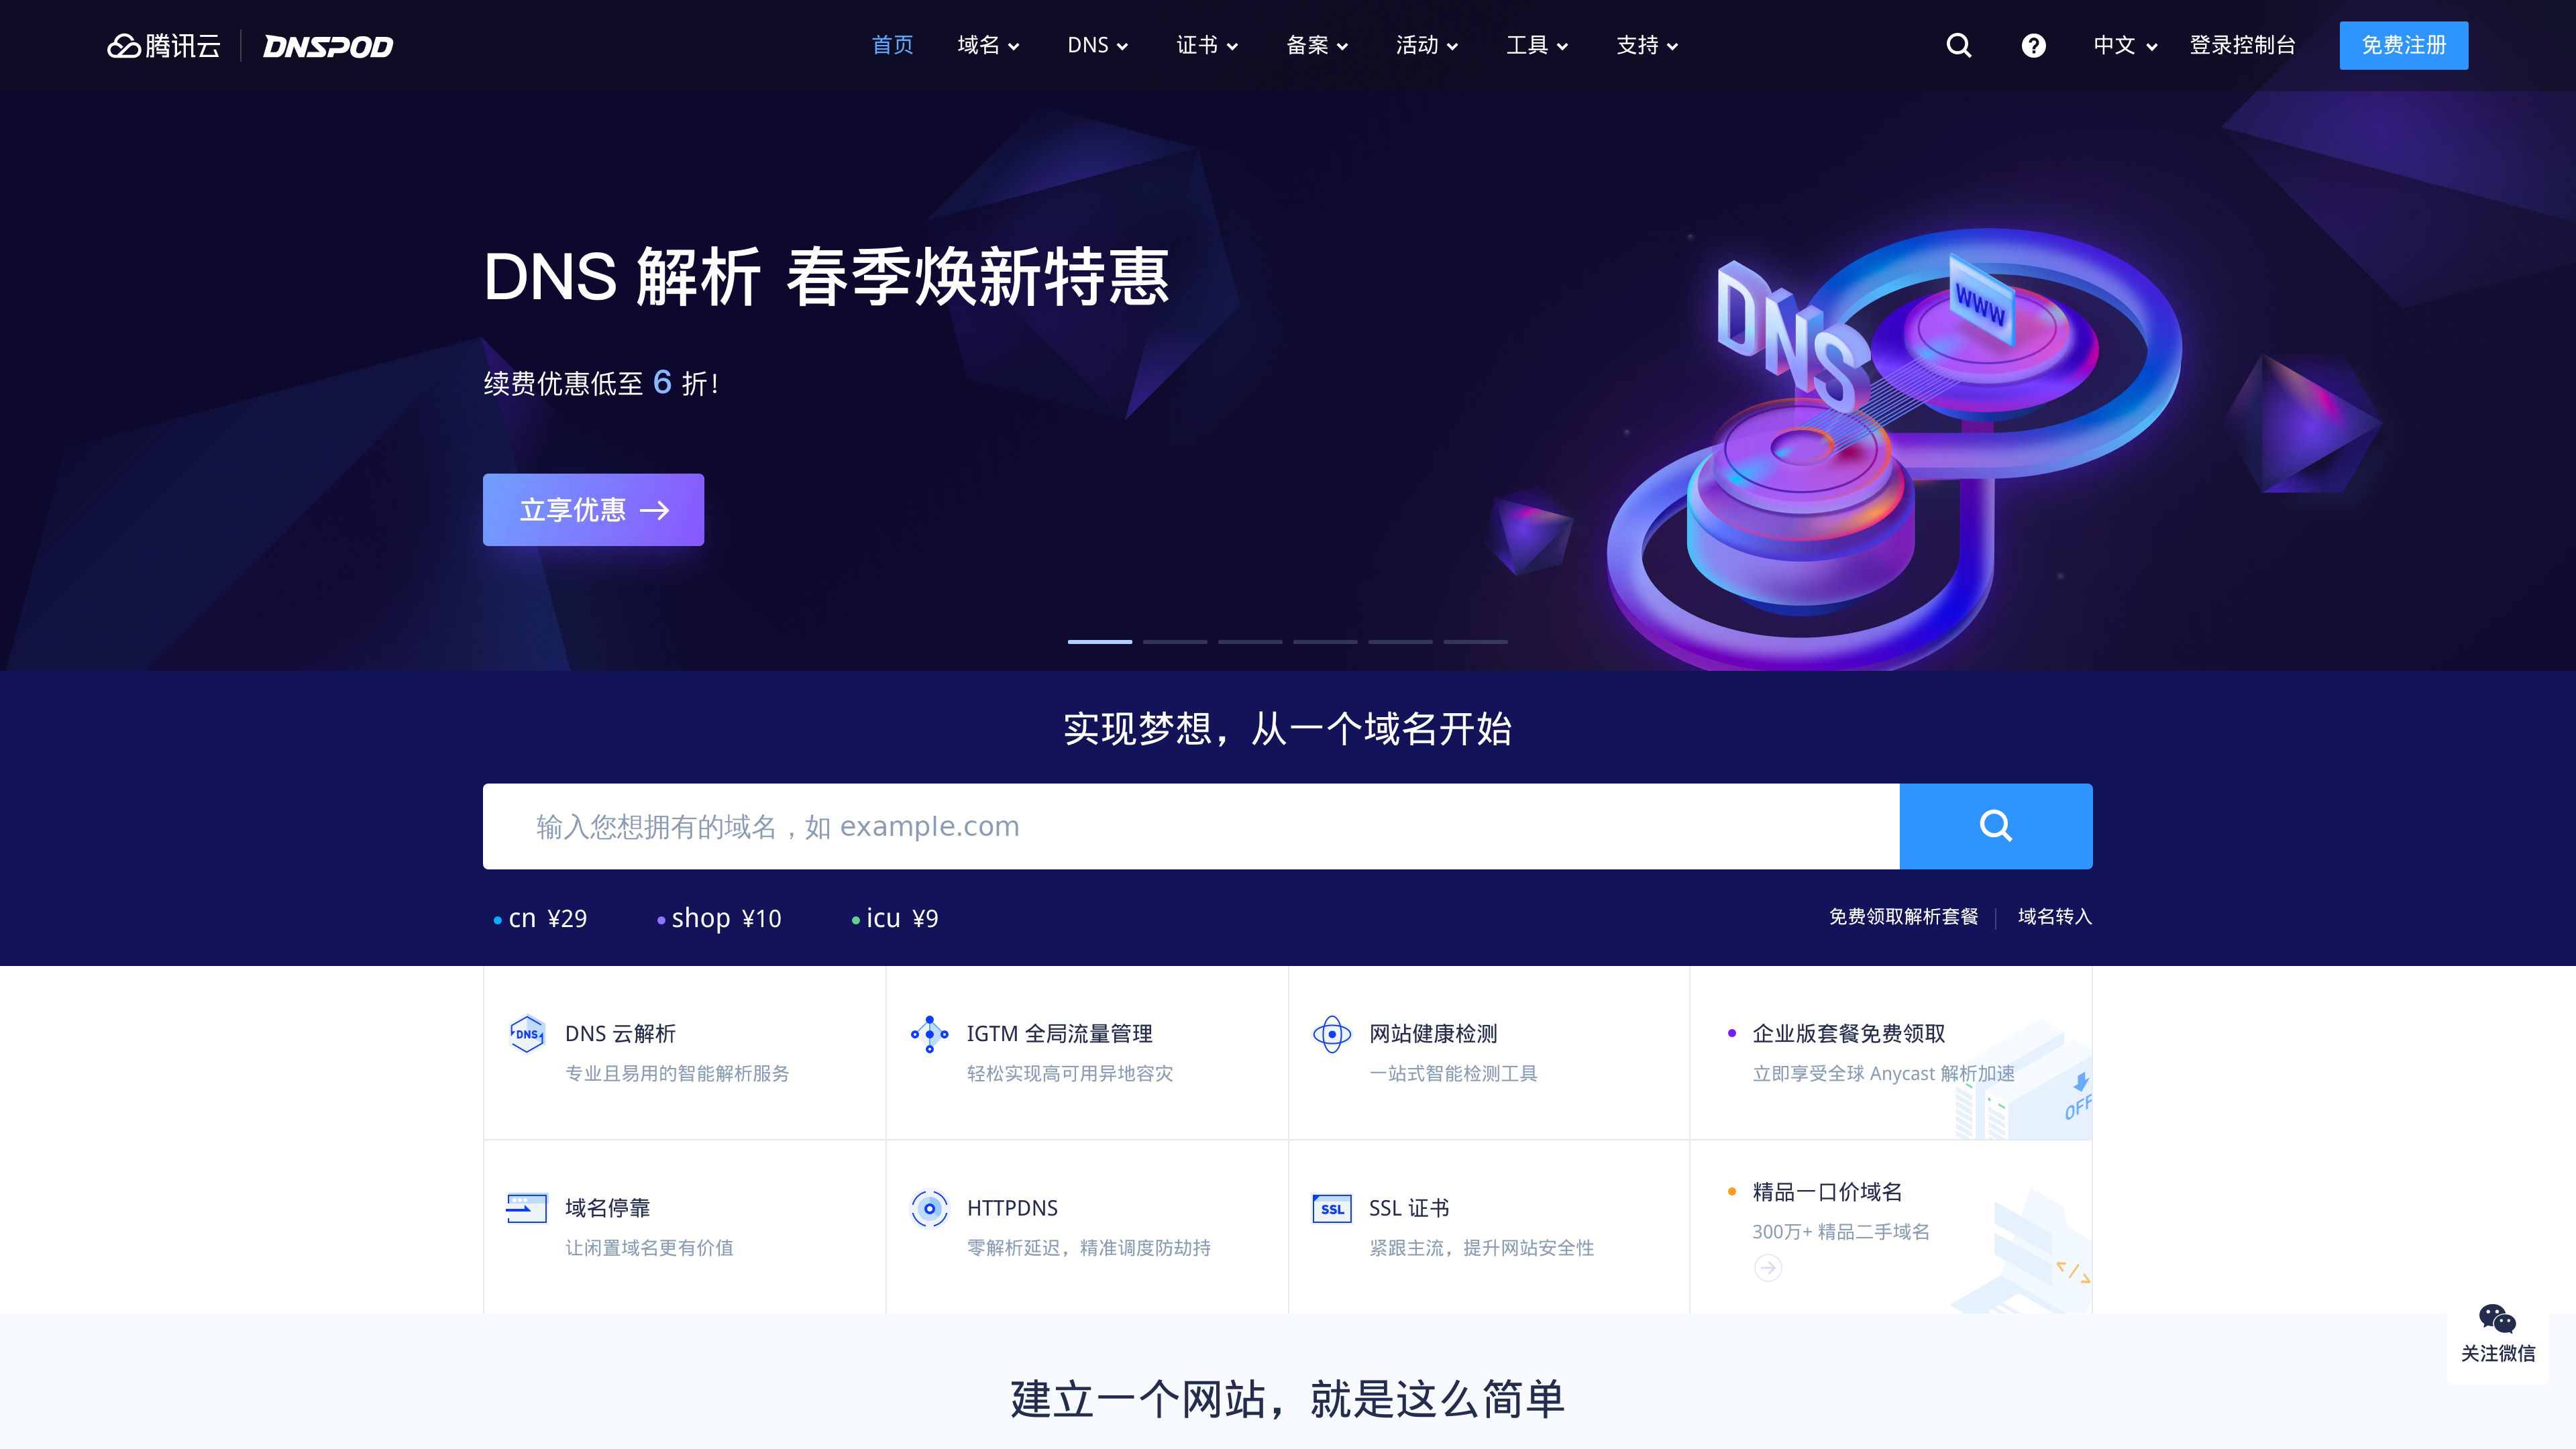 腾讯云 DNSPOD 首页 域名 DNS 证书 备案 活动 工具 支持 中文 登录控制台 免费注册
DNS 解析 春季焕新特惠
续费优惠低至 6 折！
立享优惠
DNS
WWW
实现梦想，从一个域名开始
输入您想拥有的域名，如 example.com
cn ¥29 shop ¥10 icu ¥9 免费领取解析套餐 域名转入
DNS
DNS 云解析
专业且易用的智能解析服务
IGTM 全局流量管理
轻松实现高可用异地容灾
网站健康检测
一站式智能检测工具
企业版套餐免费领取
立即享受全球 Anycast 解析加速
OFF
域名停靠
让闲置域名更有价值
HTTPDNS
零解析延迟，精准调度防劫持
SSL
SSL 证书
紧跟主流，提升网站安全性
精品一口价域名
300万+ 精品二手域名
</>
关注微信
建立一个网站，就是这么简单